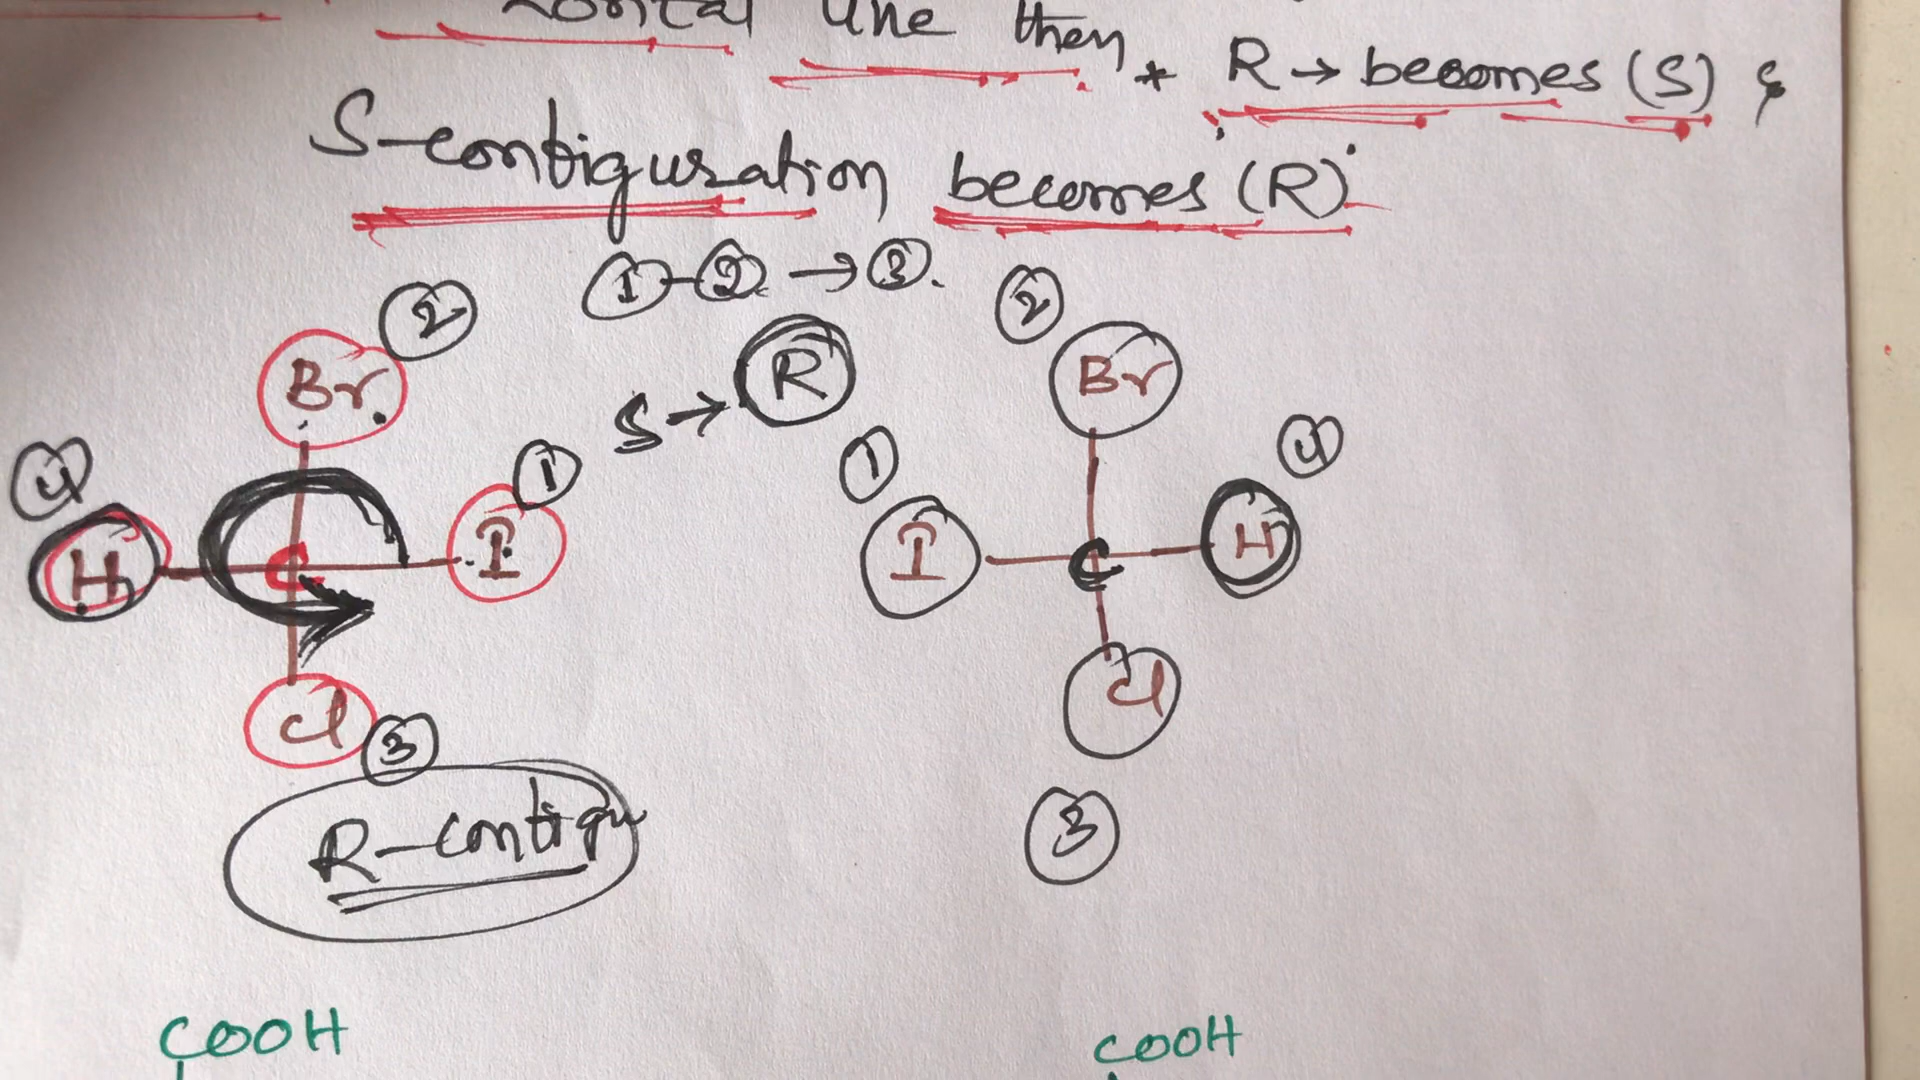 line then * R → becomes (S) &
S-configuration becomes (R)
① - ② → ③.
② ②
Br Br
S → R
④ ① ① ④
H C I I C H
Cl Cl
③ ③
R-configu
COOH COOH